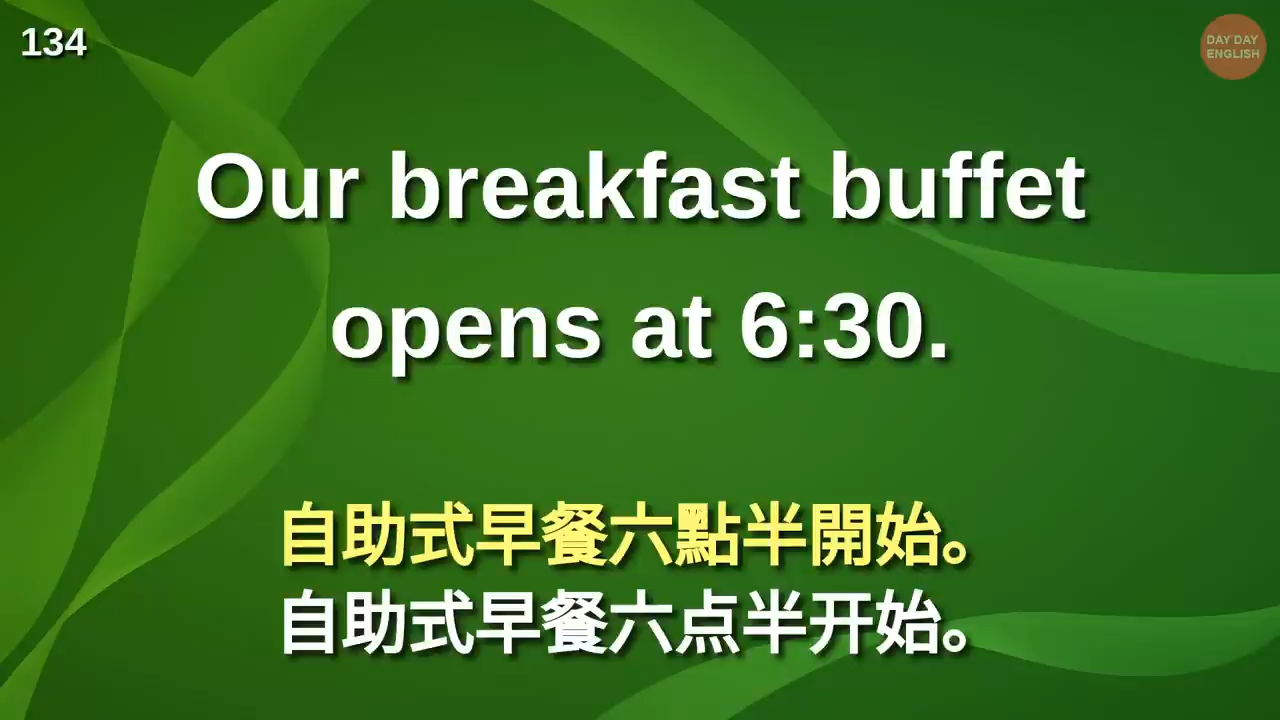 134
DAY DAY
ENGLISH
Our breakfast buffet
opens at 6:30.
自助式早餐六點半開始。
自助式早餐六点半开始。